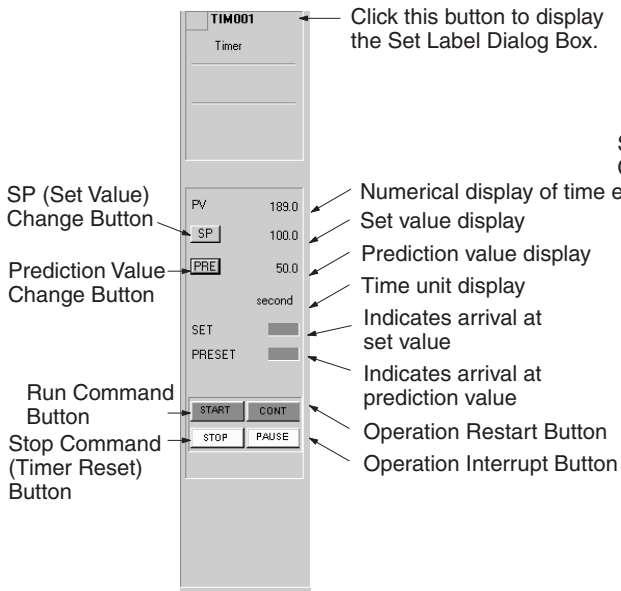 TIM001
Timer
Click this button to display
the Set Label Dialog Box.
SP (Set Value)
Change Button
Prediction Value
Change Button
Run Command
Button
Stop Command
(Timer Reset)
Button
PV 189.0
SP 100.0
PRE 50.0
second
SET
PRESET
START CONT
STOP PAUSE
Numerical display of time
Set value display
Prediction value display
Time unit display
Indicates arrival at
set value
Indicates arrival at
prediction value
Operation Restart Button
Operation Interrupt Button